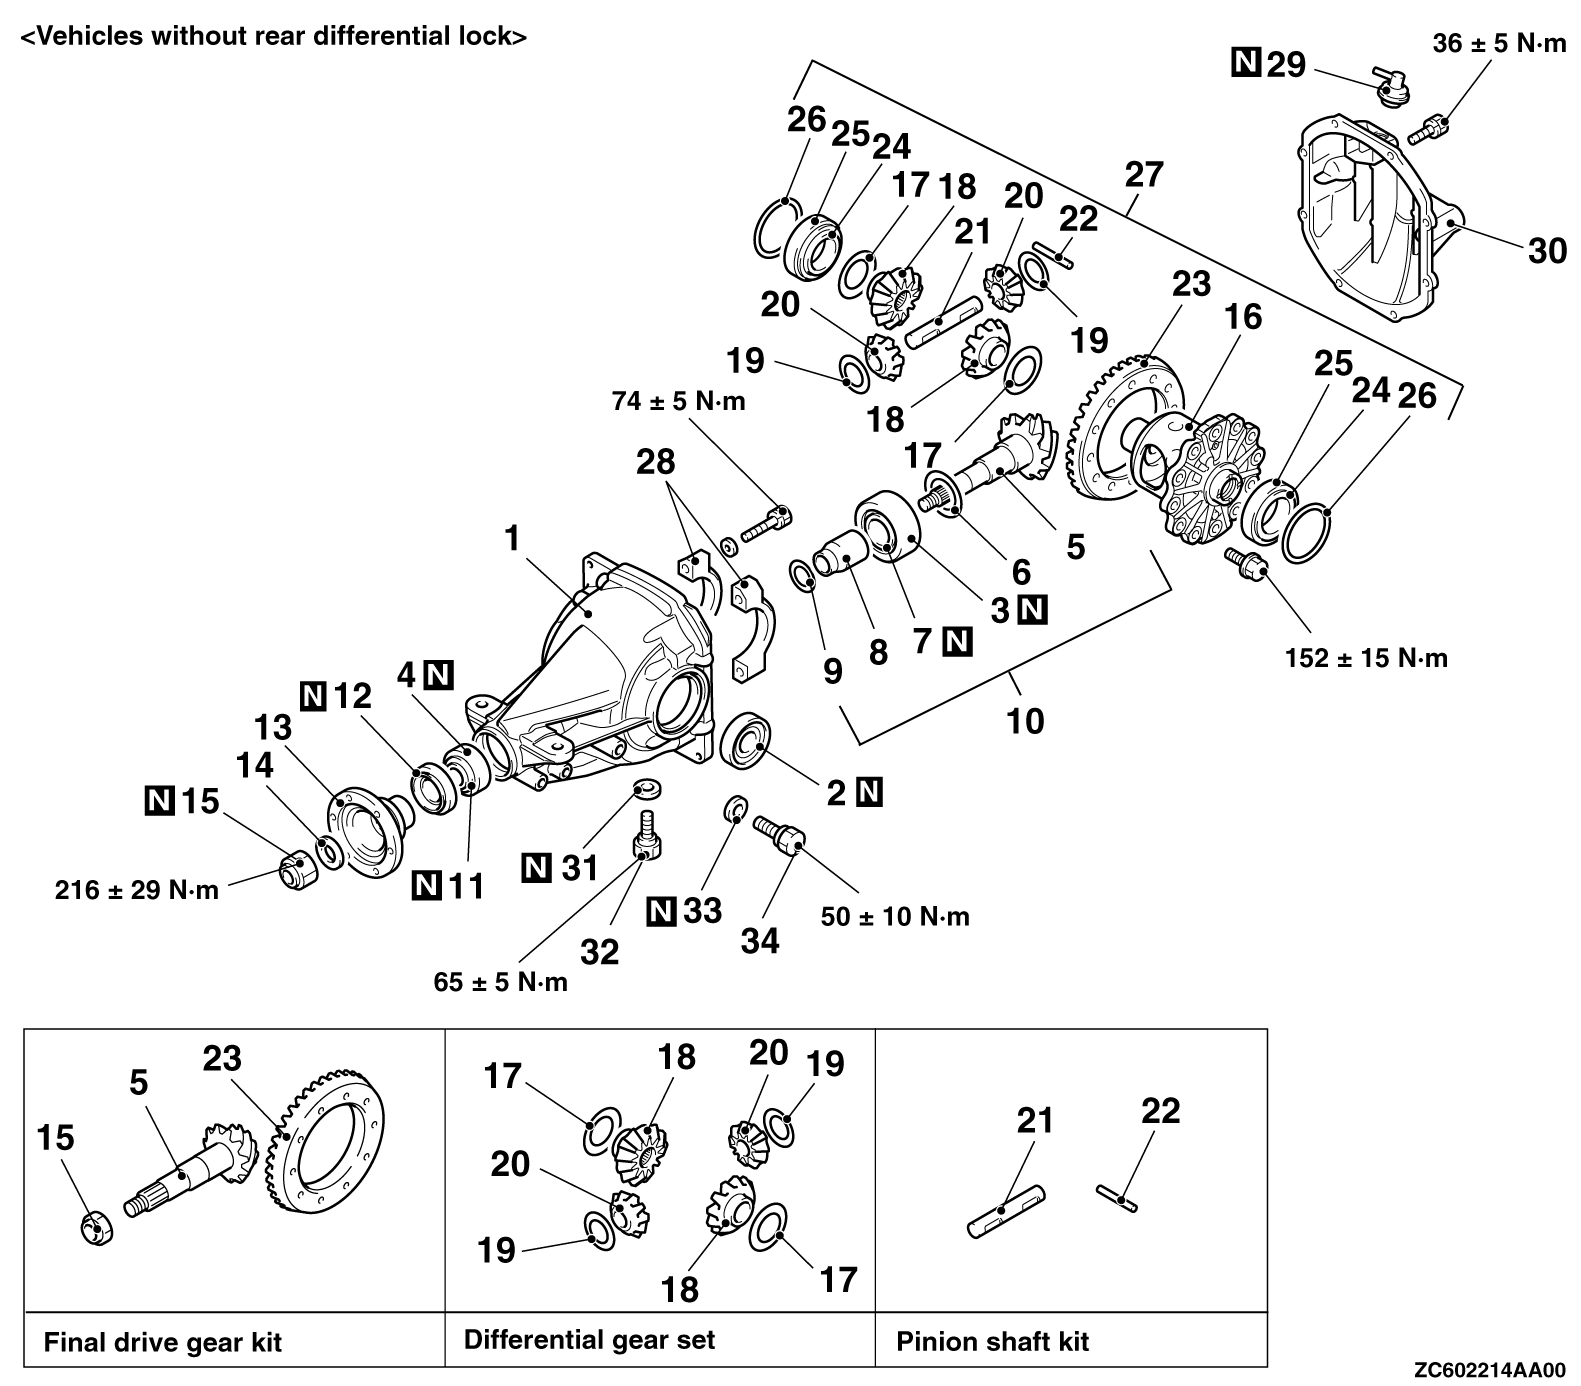 <Vehicles without rear differential lock>
36 ± 5 N·m
N 29
26
25
24
17
18
21
20
22
27
30
20
19
19
23
16
18
17
25
24
26
74 ± 5 N·m
28
1
5
6
3 N
7 N
8
9
10
152 ± 15 N·m
4 N
N 12
13
14
N 15
216 ± 29 N·m
N 11
2 N
N 31
32
65 ± 5 N·m
N 33
34
50 ± 10 N·m
15
5
23
17
18
20
19
20
19
18
17
21
22
Final drive gear kit
Differential gear set
Pinion shaft kit
ZC602214AA00